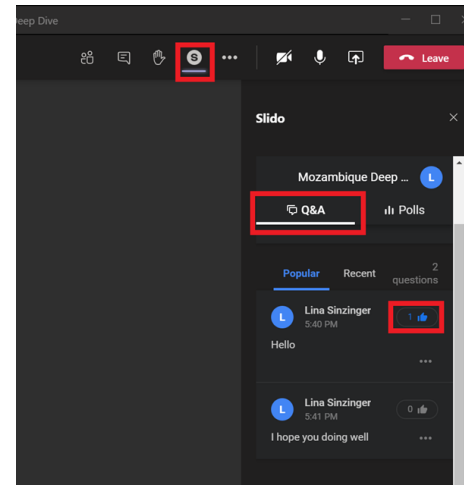 Deep Dive
S
Leave
Slido
Mozambique Deep ... L
Q&A Polls
Popular Recent 2 questions
L Lina Sinzinger
5:40 PM
1
Hello
L Lina Sinzinger
5:41 PM
0
I hope you doing well